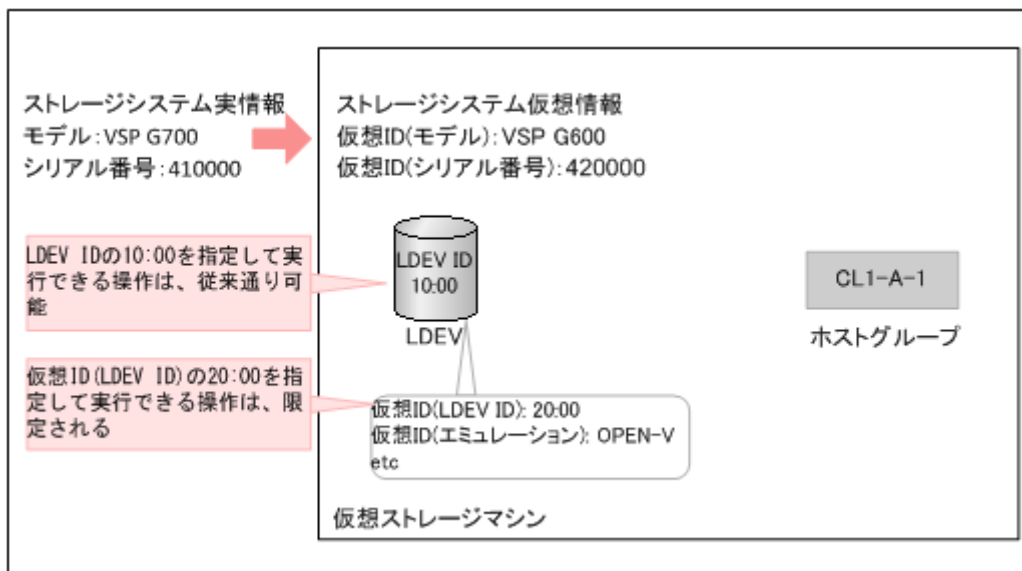 ストレージシステム実情報
モデル:VSP G700
シリアル番号:410000
ストレージシステム仮想情報
仮想ID(モデル):VSP G600
仮想ID(シリアル番号):420000
LDEV IDの10:00を指定して実
行できる操作は、従来通り可
能
LDEV ID
10:00
LDEV
CL1-A-1
ホストグループ
仮想ID(LDEV ID)の20:00を指
定して実行できる操作は、限
定される
仮想ID(LDEV ID): 20:00
仮想ID(エミュレーション): OPEN-V
etc
仮想ストレージマシン